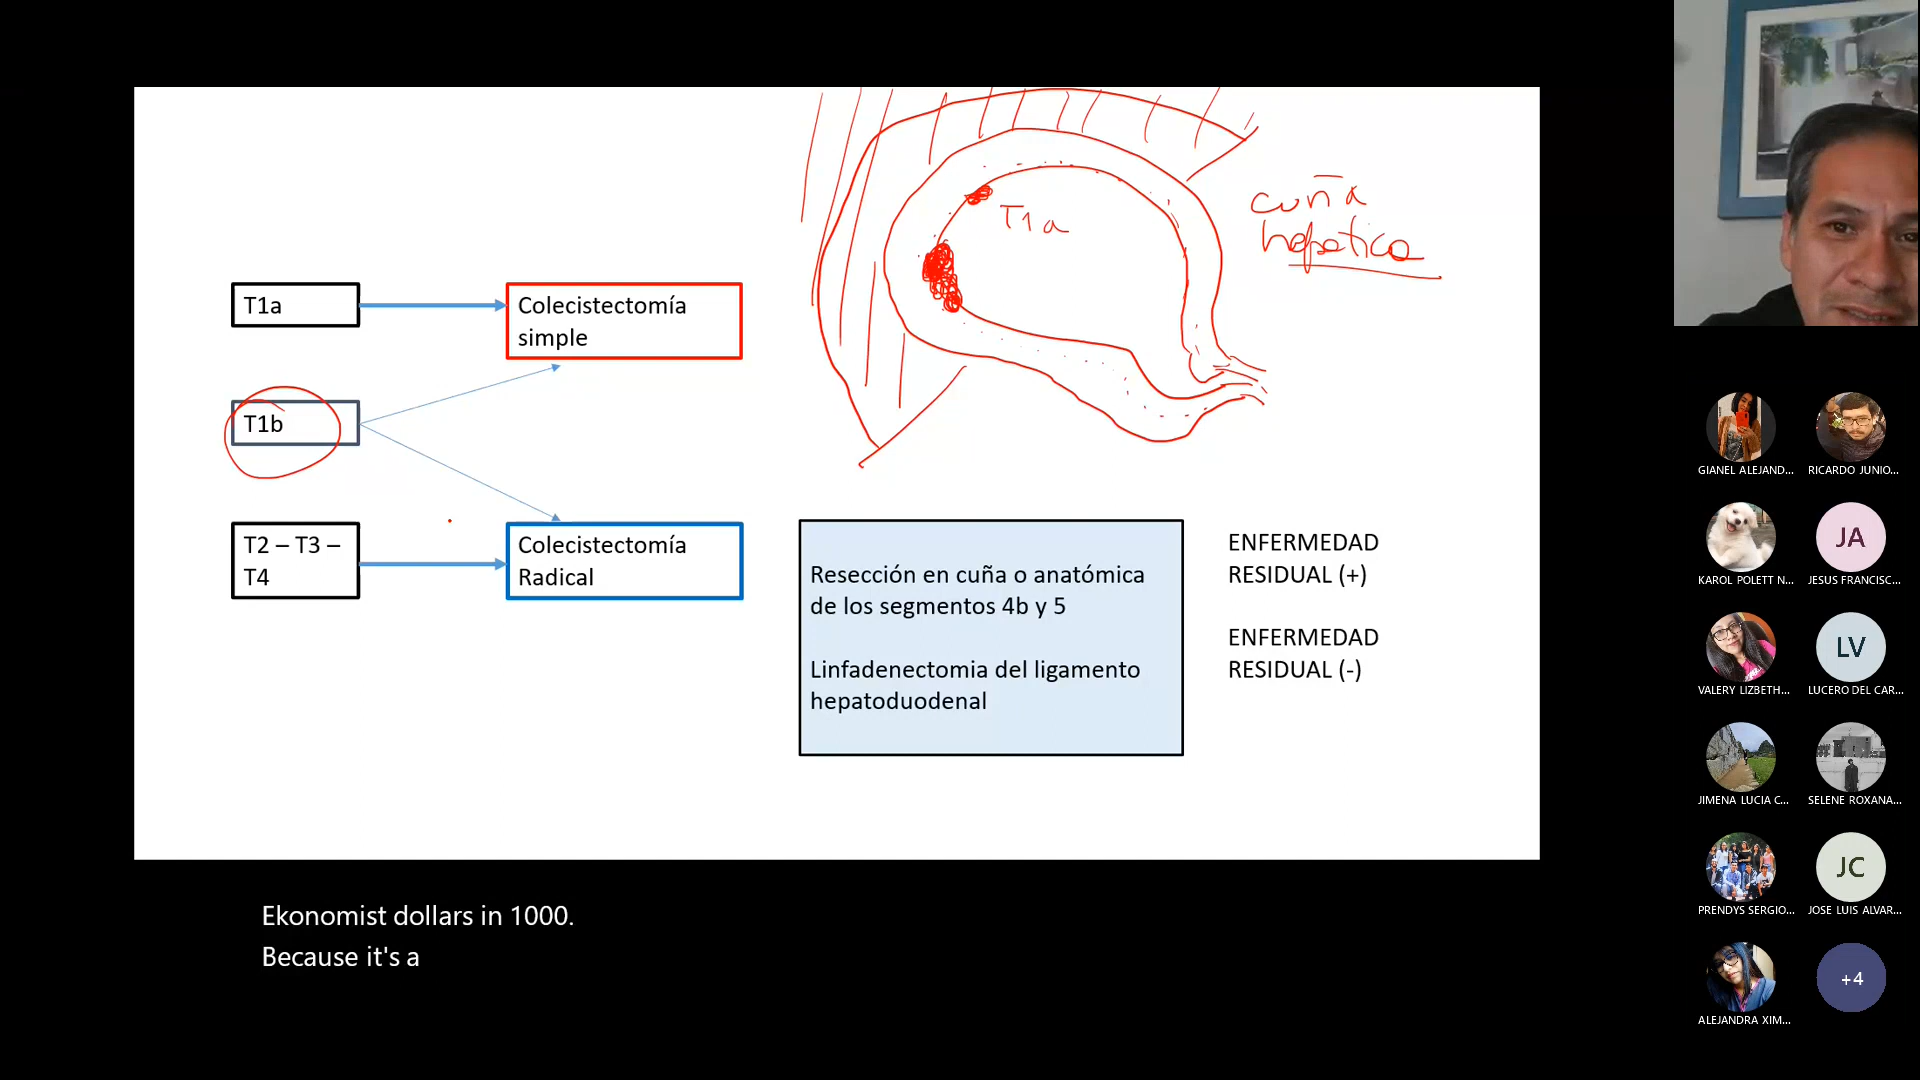 T1a
Colecistectomía
simple
T1b
T2 – T3 –
T4
Colecistectomía
Radical
T1a
cuña
hepática
Resección en cuña o anatómica
de los segmentos 4b y 5
Linfadenectomia del ligamento
hepatoduodenal
ENFERMEDAD
RESIDUAL (+)
ENFERMEDAD
RESIDUAL (-)
Ekonomist dollars in 1000.
Because it's a
GIANEL ALEJAND...
RICARDO JUNIO...
KAROL POLETT N...
JA
JESUS FRANCISC...
VALERY LIZBETH...
LV
LUCERO DEL CAR...
JIMENA LUCIA C...
SELENE ROXANA...
PRENDYS SERGIO...
JC
JOSE LUIS ALVAR...
ALEJANDRA XIM...
+4